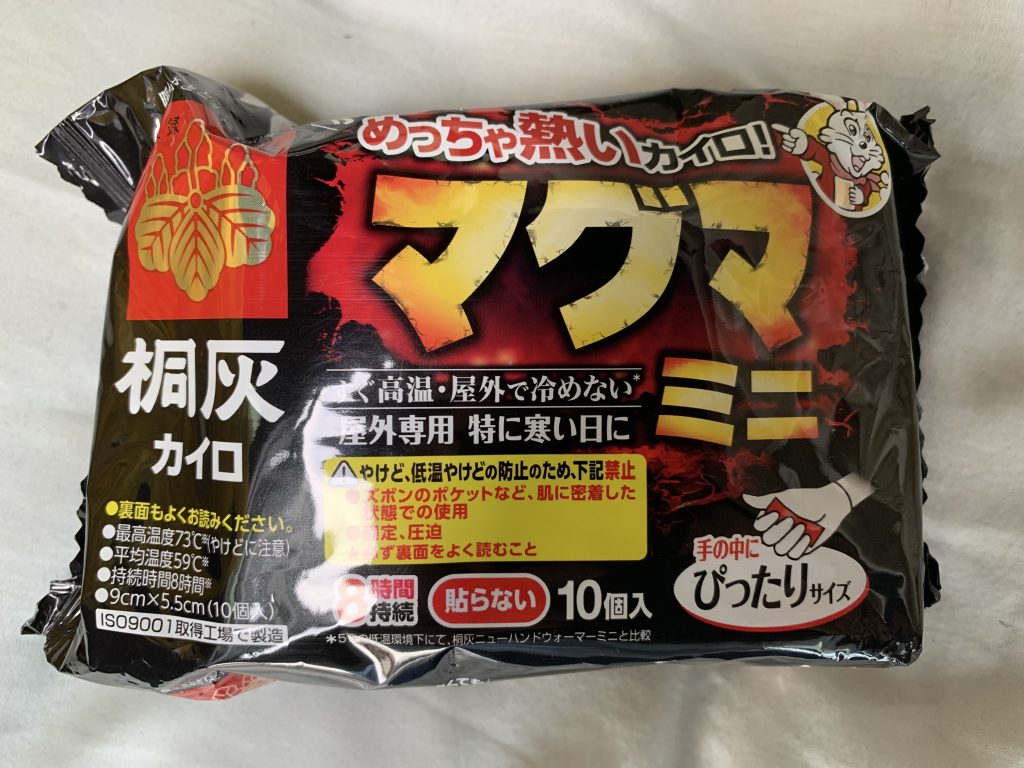 録
めっちゃ熱いカイロ!
マグマ
ミニ
桐灰
カイロ
ぐ高温・屋外で冷めない*
屋外専用 特に寒い日に
やけど、低温やけどの防止のため、下記禁止
●ズボンのポケットなど、肌に密着した
状態での使用
定、圧迫
ず裏面をよく読むこと
●裏面もよくお読みください。
●最高温度73℃※(やけどに注意)
●平均温度59℃※
●持続時間8時間※
●9cm×5.5cm(10個入)
ISO9001取得工場で製造
8時間
持続
貼らない
10個入
手の中に
ぴったりサイズ
の低温環境下にて、桐灰ニューハンドウォーマーミニと比較